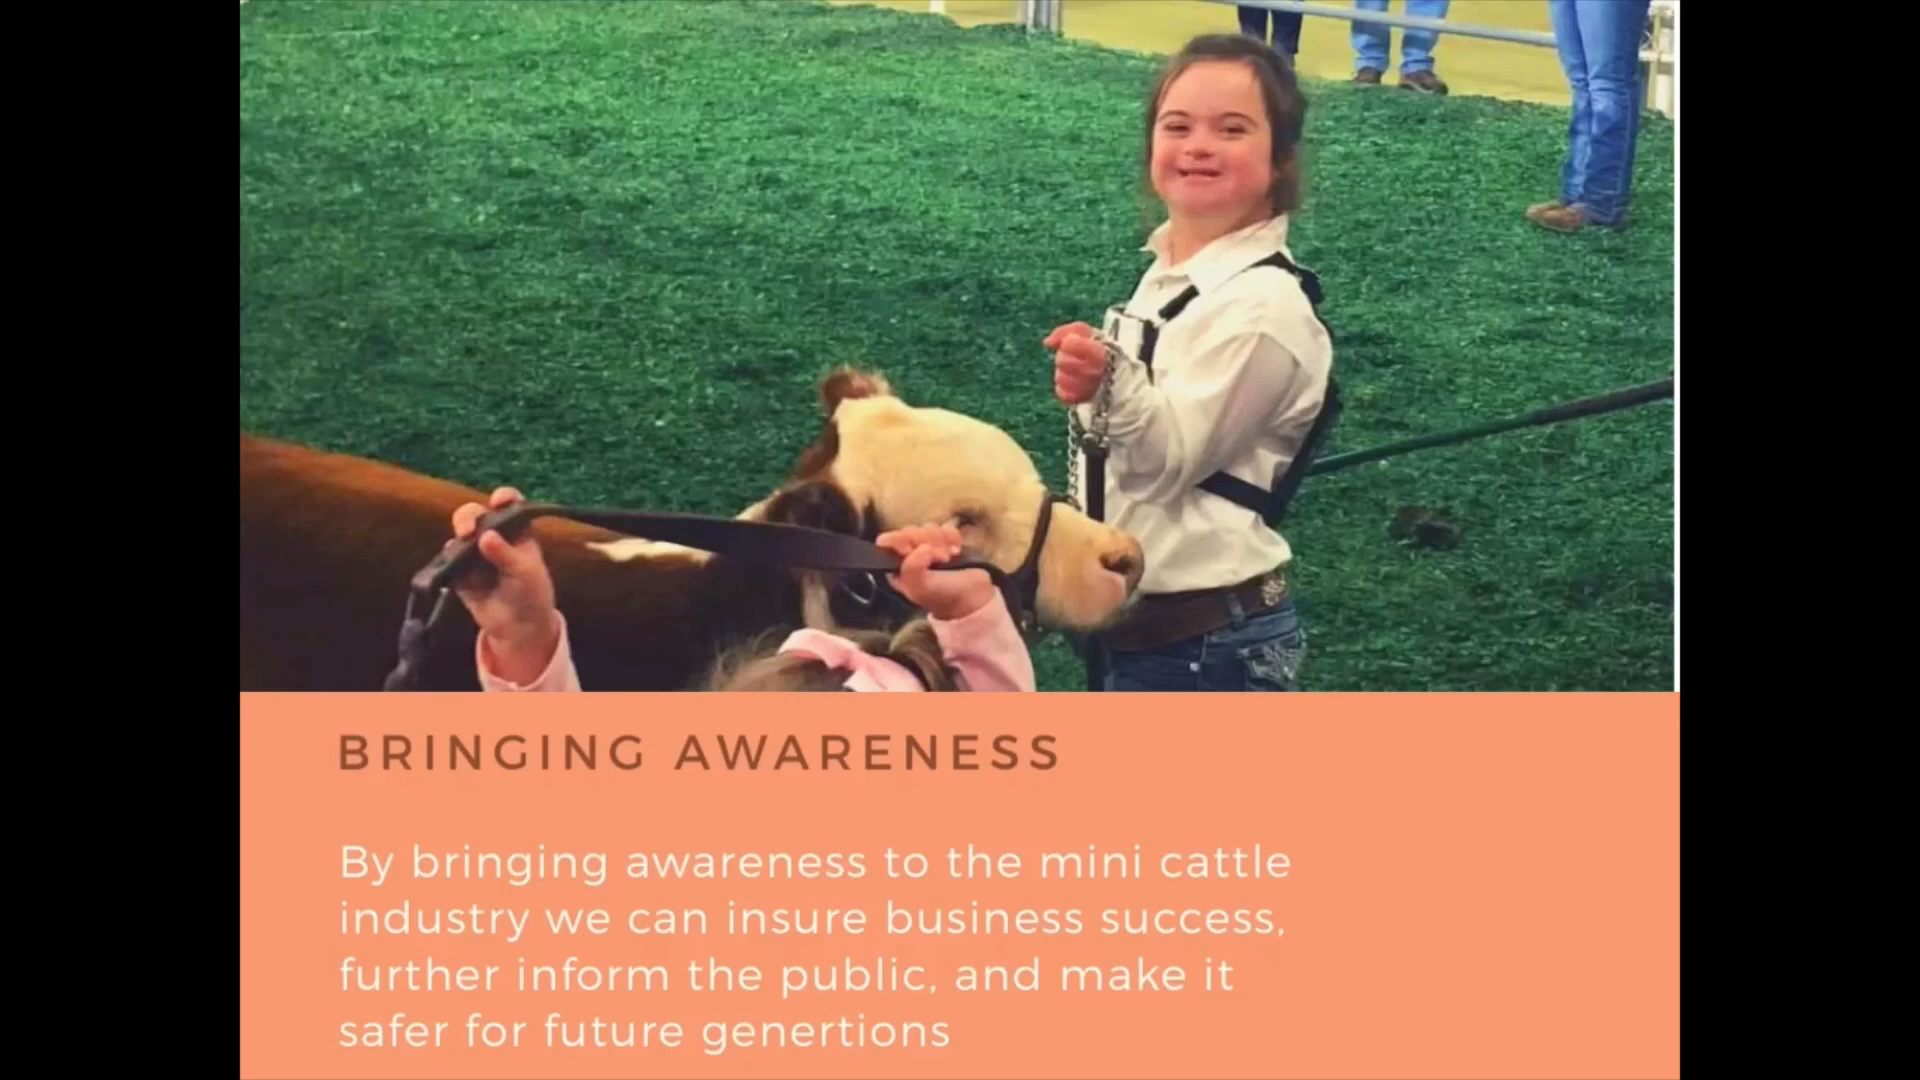 BRINGING AWARENESS
By bringing awareness to the mini cattle
industry we can insure business success,
further inform the public, and make it
safer for future genertions